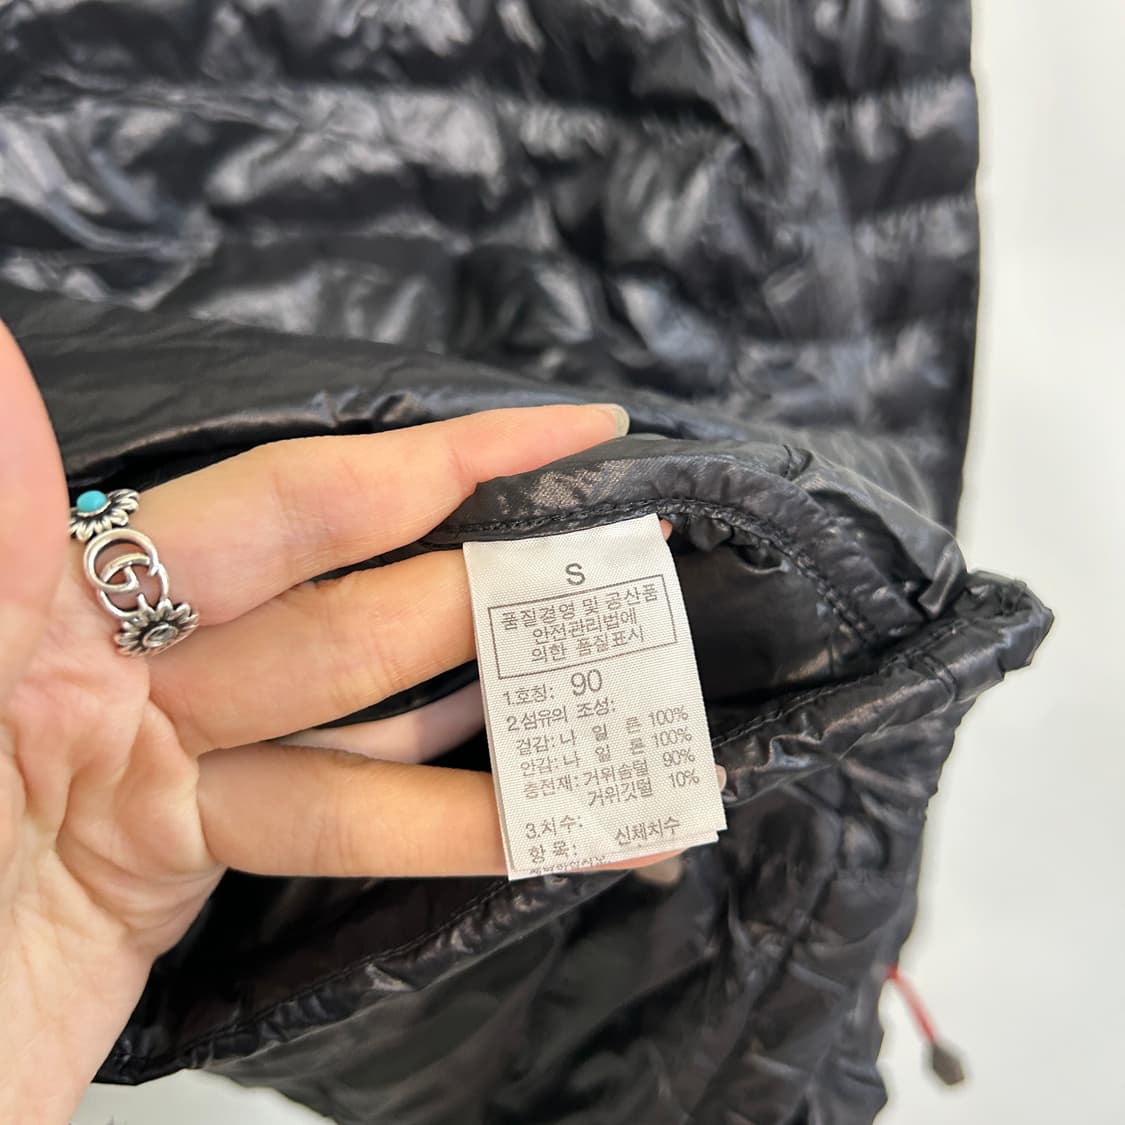 S
품질경영 및 공산품
안전관리법에
의한 품질표시
1.호칭: 90
2섬유의 조성:
겉감: 나 일 론 100%
안감: 나 일 론 100%
충전재: 거위솜털 90%
거위깃털 10%
3.치수:
항 목: 신체치수